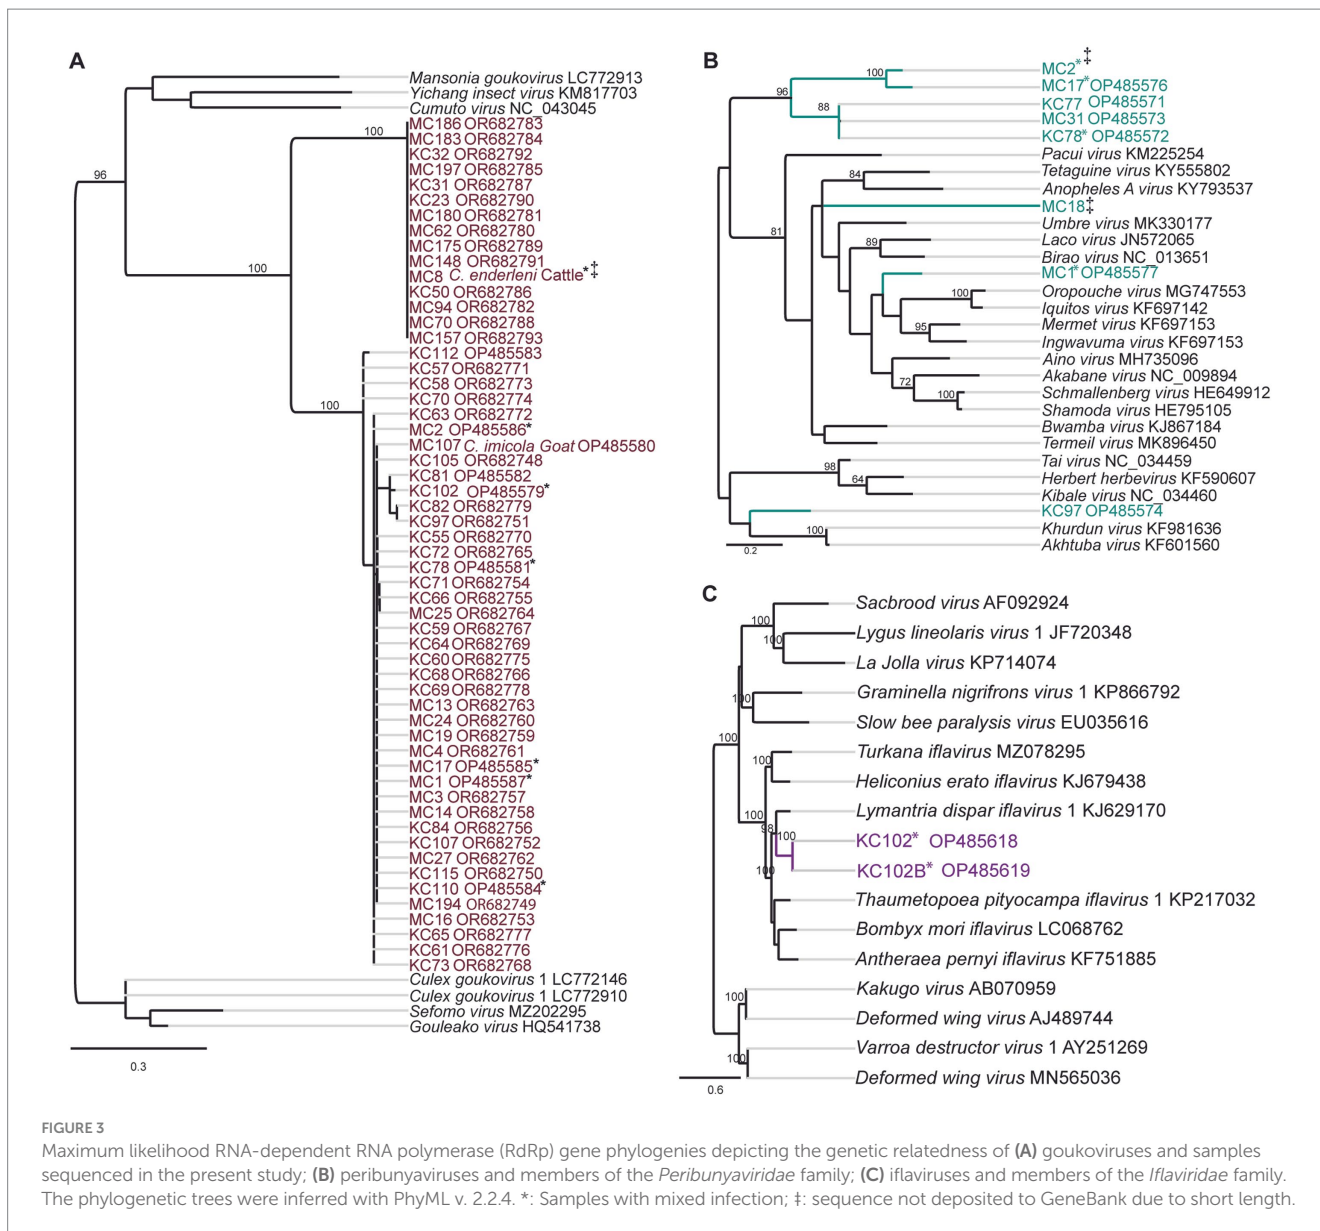 A
Mansonia goukovirus LC772913
Yichang insect virus KM817703
Cumuto virus NC_043045
MC186 OR682783
MC183 OR682784
KC32 OR682792
MC197 OR682785
KC31 OR682787
KC23 OR682790
MC180 OR682781
MC62 OR682780
MC175 OR682789
MC148 OR682791
MC8 C. enderleni Cattle*‡
KC50 OR682786
MC94 OR682782
MC70 OR682788
MC157 OR682793
KC112 OP485583
KC57 OR682771
KC58 OR682773
KC70 OR682774
KC63 OR682772
MC2 OP485586*
MC107 C. imicola Goat OP485580
KC105 OR682748
KC81 OP485582
KC102 OP485579*
KC82 OR682779
KC97 OR682751
KC55 OR682770
KC72 OR682765
KC78 OP485581*
KC71 OR682754
KC66 OR682755
MC25 OR682764
KC59 OR682767
KC64 OR682769
KC60 OR682775
KC68 OR682766
KC69 OR682778
MC13 OR682763
MC24 OR682760
MC19 OR682759
MC4 OR682761
MC17 OP485585*
MC1 OP485587*
MC3 OR682757
MC14 OR682758
KC84 OR682756
KC107 OR682752
MC27 OR682762
KC115 OR682750
KC110 OP485584*
MC194 OR682749
MC16 OR682753
KC65 OR682777
KC61 OR682776
KC73 OR682768
Culex goukovirus 1 LC772146
Culex goukovirus 1 LC772910
Sefomo virus MZ202295
Gouleako virus HQ541738
96
100
100
100
0.3
B
MC2*‡
MC17* OP485576
KC77 OP485571
MC31 OP485573
KC78* OP485572
Pacui virus KM225254
Tetaguine virus KY555802
Anopheles A virus KY793537
MC18‡
Umbre virus MK330177
Laco virus JN572065
Birao virus NC_013651
MC1* OP485577
Oropouche virus MG747553
Iquitos virus KF697142
Mermet virus KF697153
Ingwavuma virus KF697153
Aino virus MH735096
Akabane virus NC_009894
Schmallenberg virus HE649912
Shamoda virus HE795105
Bwamba virus KJ867184
Termeil virus MK896450
Tai virus NC_034459
Herbert herbevirus KF590607
Kibale virus NC_034460
KC97 OP485574
Khurdun virus KF981636
Akhtuba virus KF601560
100
96
88
84
81
89
100
95
72
100
98
64
100
0.2
C
Sacbrood virus AF092924
Lygus lineolaris virus 1 JF720348
La Jolla virus KP714074
Graminella nigrifrons virus 1 KP866792
Slow bee paralysis virus EU035616
Turkana iflavirus MZ078295
Heliconius erato iflavirus KJ679438
Lymantria dispar iflavirus 1 KJ629170
KC102* OP485618
KC102B* OP485619
Thaumetopoea pityocampa iflavirus 1 KP217032
Bombyx mori iflavirus LC068762
Antheraea pernyi iflavirus KF751885
Kakugo virus AB070959
Deformed wing virus AJ489744
Varroa destructor virus 1 AY251269
Deformed wing virus MN565036
100
100
100
100
100
100
98
100
100
100
100
0.6
FIGURE 3
Maximum likelihood RNA-dependent RNA polymerase (RdRp) gene phylogenies depicting the genetic relatedness of (A) goukoviruses and samples
sequenced in the present study; (B) peribunyaviruses and members of the Peribunyaviridae family; (C) iflaviruses and members of the Iflaviridae family.
The phylogenetic trees were inferred with PhyML v. 2.2.4. *: Samples with mixed infection; ‡: sequence not deposited to GeneBank due to short length.